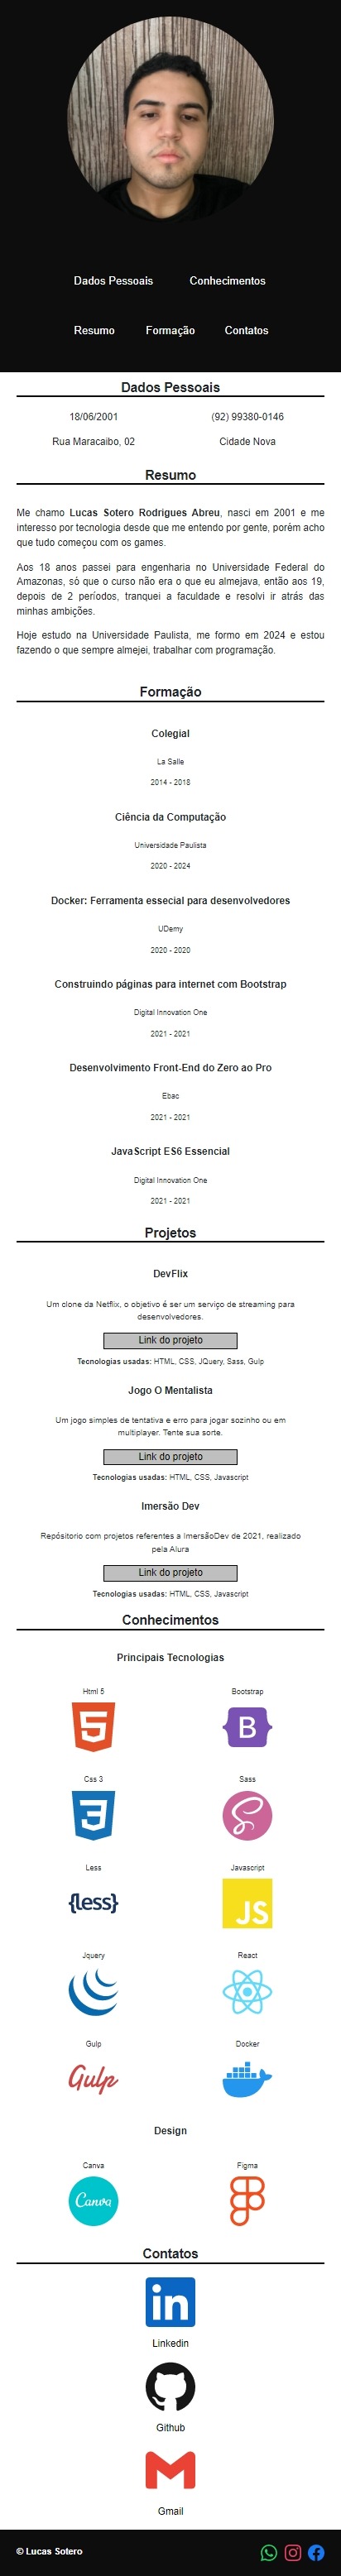 Dados Pessoais Conhecimentos
Resumo Formação Contatos
Dados Pessoais
18/06/2001 (92) 99380-0146
Rua Maracaibo, 02 Cidade Nova
Resumo
Me chamo Lucas Sotero Rodrigues Abreu, nasci em 2001 e me
interesso por tecnologia desde que me entendo por gente, porém acho
que tudo começou com os games.
Aos 18 anos passei para engenharia no Universidade Federal do
Amazonas, só que o curso não era o que eu almejava, então aos 19,
depois de 2 períodos, tranquei a faculdade e resolvi ir atrás das
minhas ambições.
Hoje estudo na Universidade Paulista, me formo em 2024 e estou
fazendo o que sempre almejei, trabalhar com programação.
Formação
Colegial
La Salle
2014 - 2018
Ciência da Computação
Universidade Paulista
2020 - 2024
Docker: Ferramenta essecial para desenvolvedores
UDemy
2020 - 2020
Construindo páginas para internet com Bootstrap
Digital Innovation One
2021 - 2021
Desenvolvimento Front-End do Zero ao Pro
Ebac
2021 - 2021
JavaScript ES6 Essencial
Digital Innovation One
2021 - 2021
Projetos
DevFlix
Um clone da Netflix, o objetivo é ser um serviço de streaming para
desenvolvedores.
Link do projeto
Tecnologias usadas: HTML, CSS, JQuery, Sass, Gulp
Jogo O Mentalista
Um jogo simples de tentativa e erro para jogar sozinho ou em
multiplayer. Tente sua sorte.
Link do projeto
Tecnologias usadas: HTML, CSS, Javascript
Imersão Dev
Repósitorio com projetos referentes a ImersãoDev de 2021, realizado
pela Alura
Link do projeto
Tecnologias usadas: HTML, CSS, Javascript
Conhecimentos
Principais Tecnologias
Html 5 Bootstrap
5 B
Css 3 Sass
3 S
Less Javascript
{less} JS
Jquery React
Gulp Docker
Gulp
Design
Canva Figma
Canva
Contatos
in
Linkedin
Github
M
Gmail
© Lucas Sotero